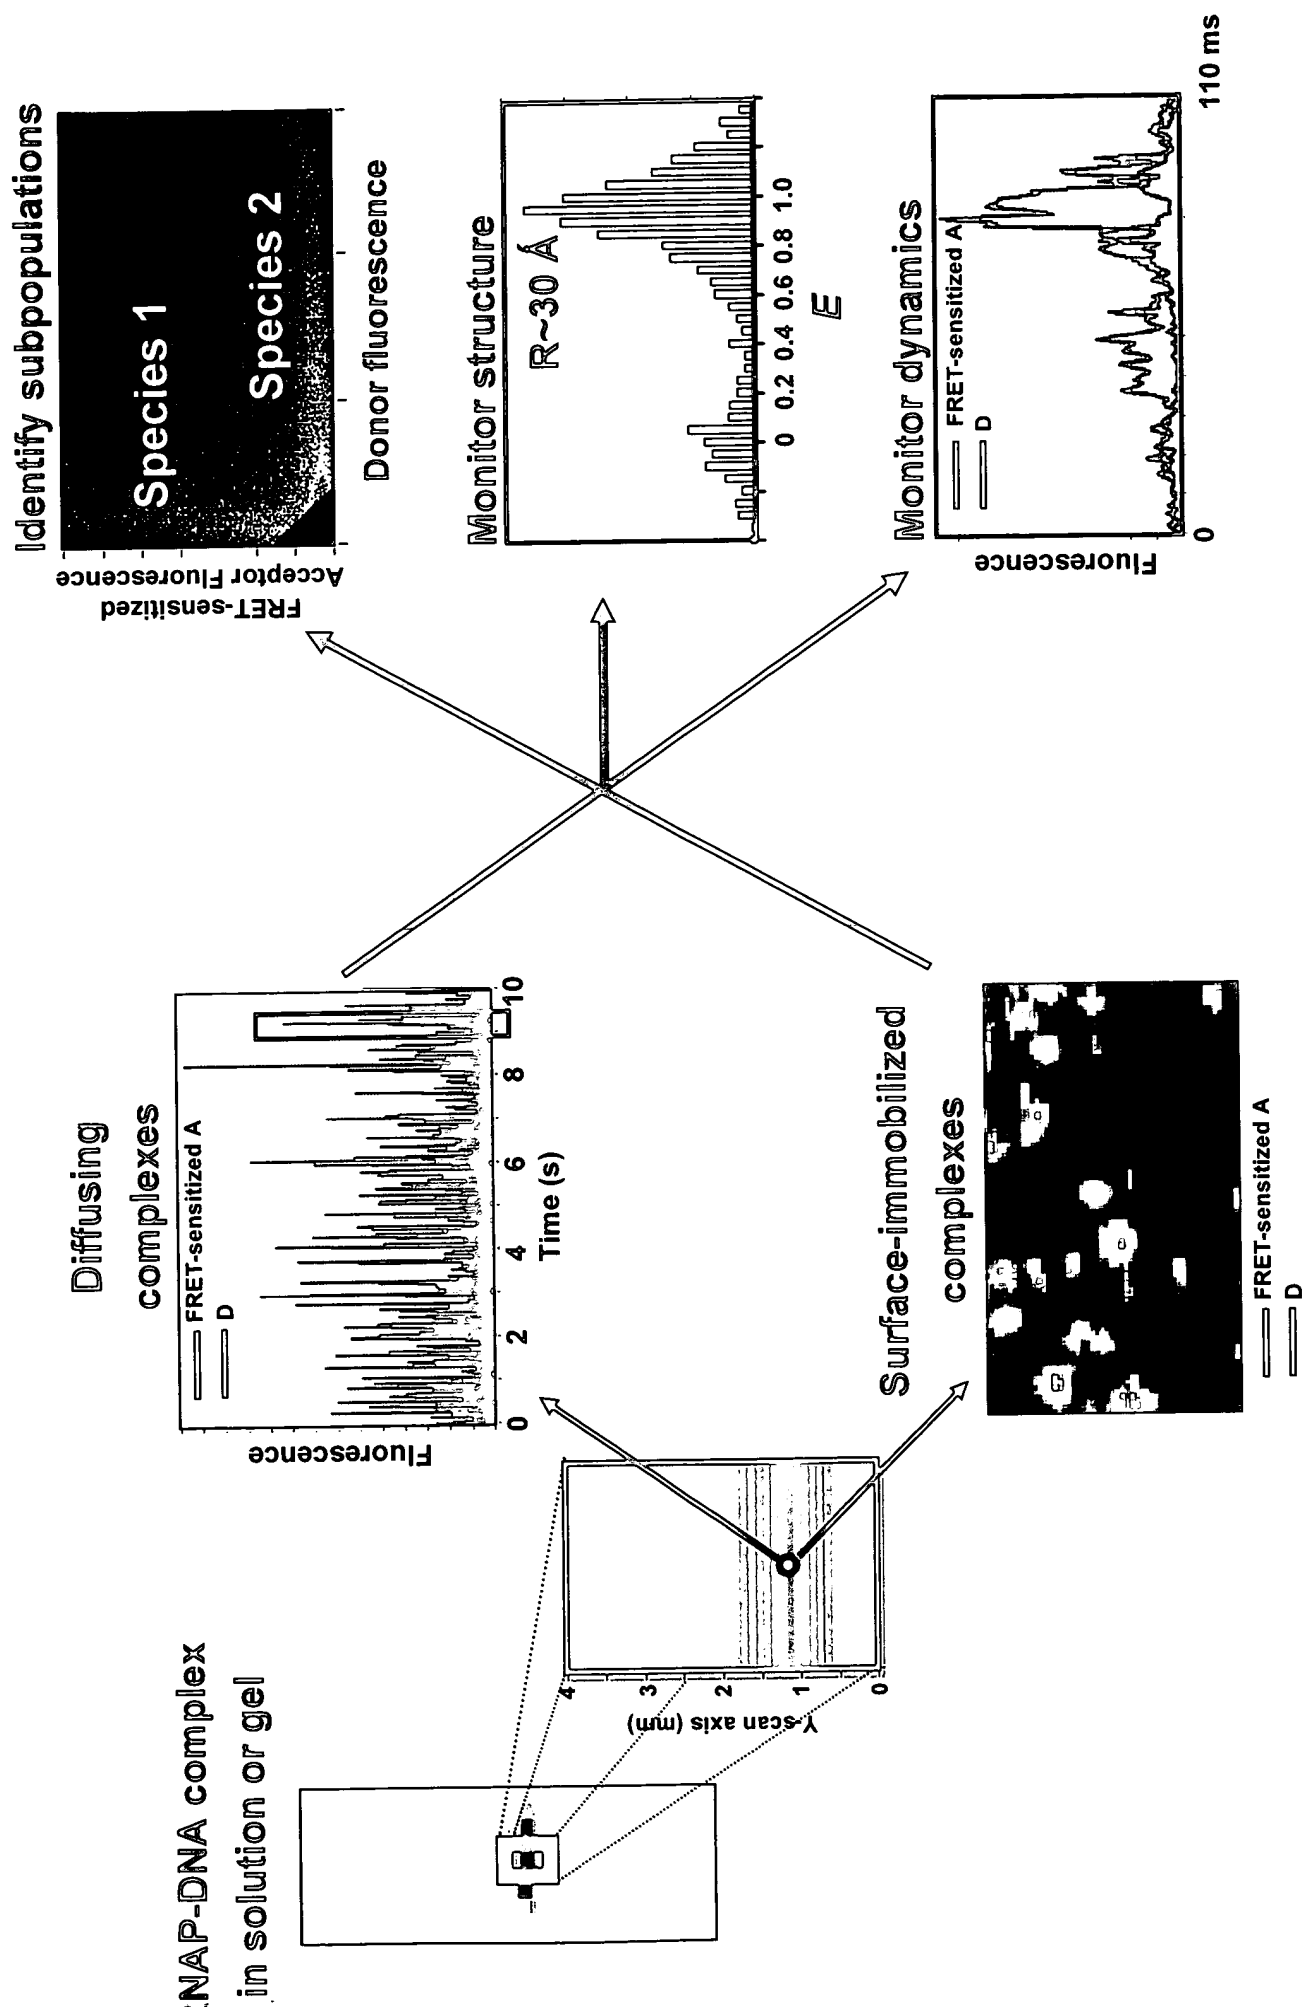 RNAP-DNA complex
in solution or gel
Y-scan axis (mm)
4
3
2
1
0
Diffusing
complexes
Fluorescence
FRET-sensitized A
D
0
2
4
6
8
10
Time (s)
Surface-immobilized
complexes
FRET-sensitized A
D
Identify subpopulations
FRET-sensitized
Acceptor Fluorescence
Species 1
Species 2
Donor fluorescence
Monitor structure
R~30 Å
0
0.2
0.4
0.6
0.8
1.0
E
Monitor dynamics
Fluorescence
FRET-sensitized A
D
0
110 ms